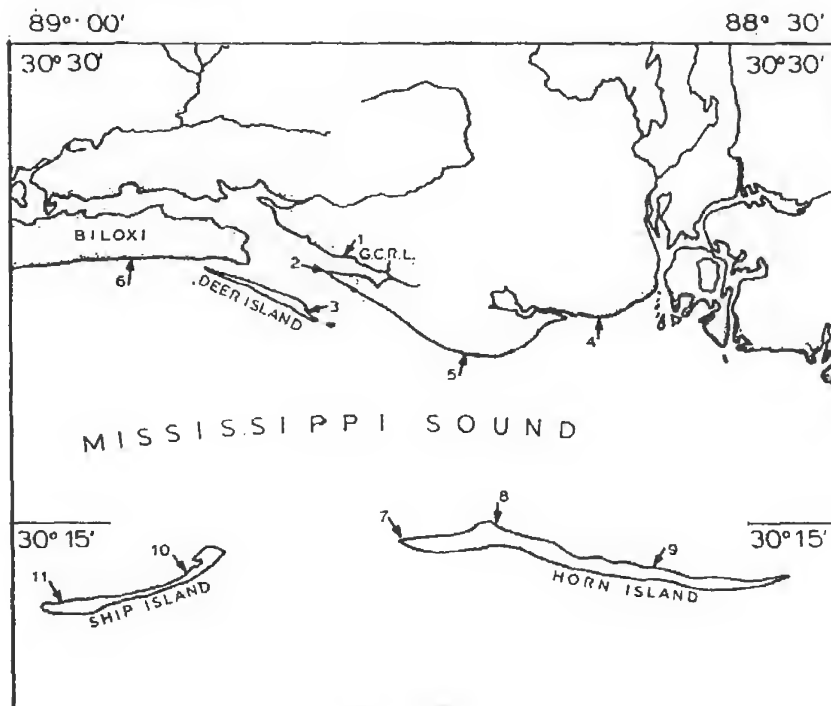 89° 00' 88° 30'
30° 30' 30° 30'
BILOXI
1
G.C.R.L.
2
6
DEER ISLAND
3
4
5
MISSISSIPPI SOUND
8
7
30° 15' 30° 15'
10
9
11
SHIP ISLAND
HORN ISLAND